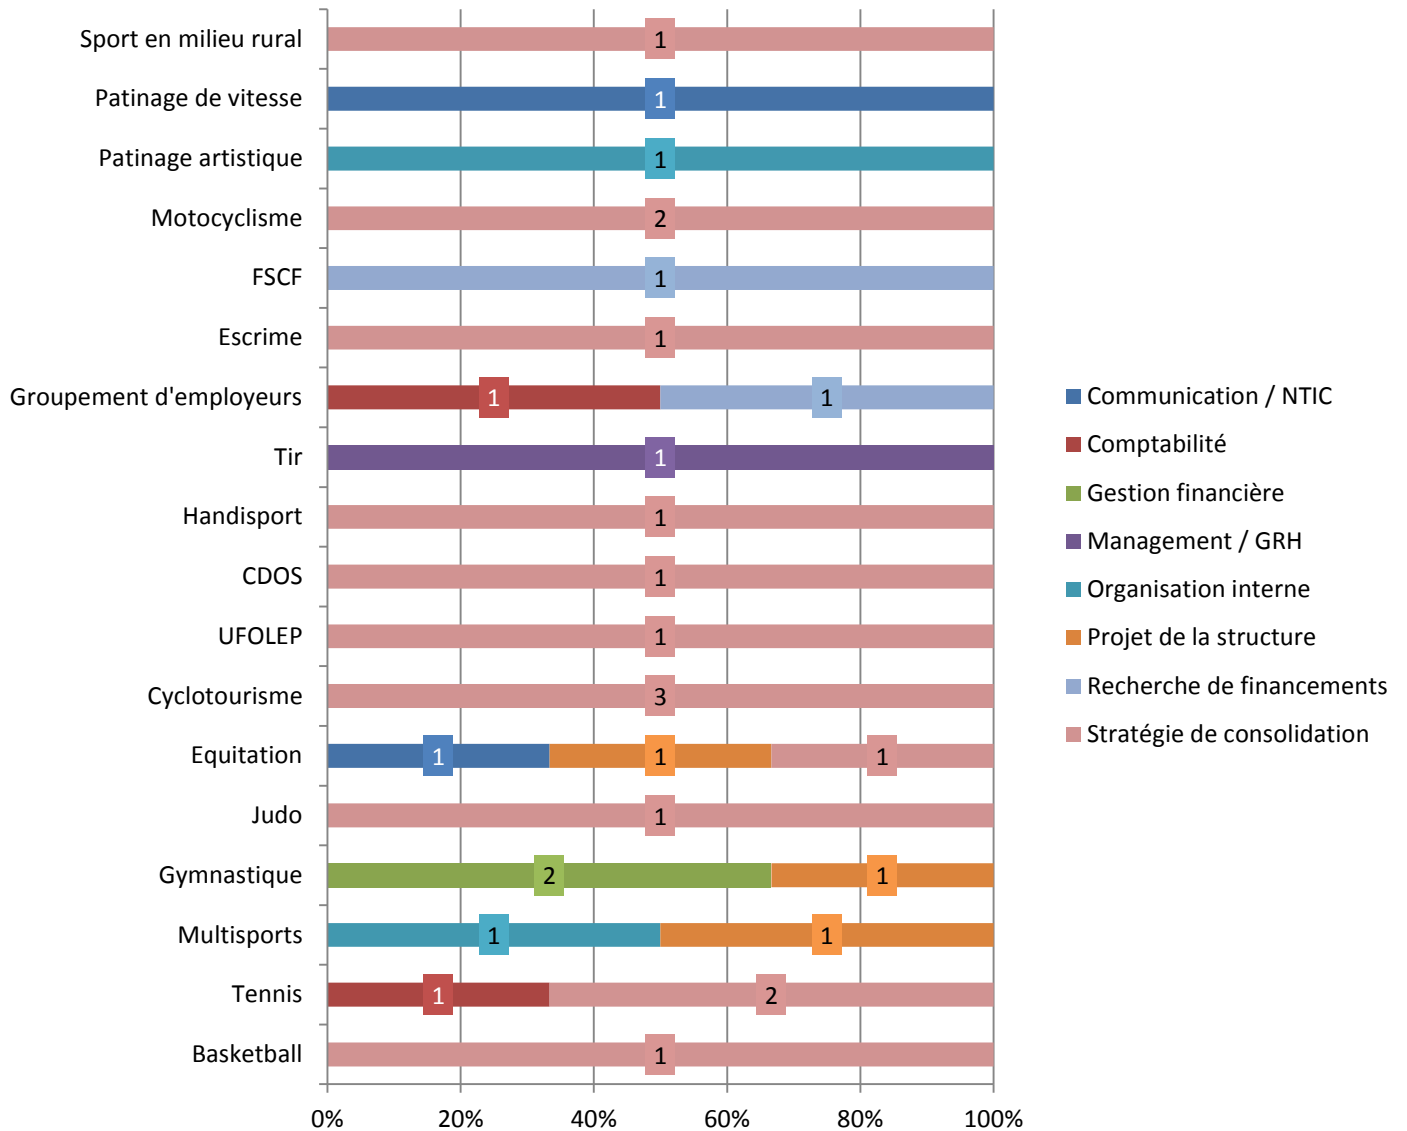 Sport en milieu rural
1
Patinage de vitesse
1
Patinage artistique
1
Motocyclisme
2
FSCF
1
Escrime
1
Groupement d'employeurs
1 1
Tir
1
Handisport
1
CDOS
1
UFOLEP
1
Cyclotourisme
3
Equitation
1 1 1
Judo
1
Gymnastique
2 1
Multisports
1 1
Tennis
1 2
Basketball
1
0% 20% 40% 60% 80% 100%
Communication / NTIC
Comptabilité
Gestion financière
Management / GRH
Organisation interne
Projet de la structure
Recherche de financements
Stratégie de consolidation